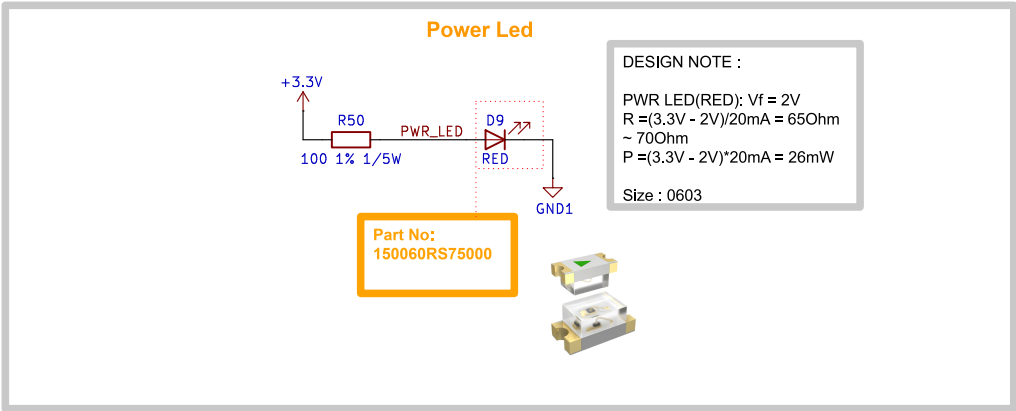 Power Led
+3.3V
R50
100 1% 1/5W
PWR_LED
D9
RED
GND1
Part No:
150060RS75000
DESIGN NOTE :
PWR LED(RED): Vf = 2V
R =(3.3V - 2V)/20mA = 65Ohm
~ 70Ohm
P =(3.3V - 2V)*20mA = 26mW
Size : 0603